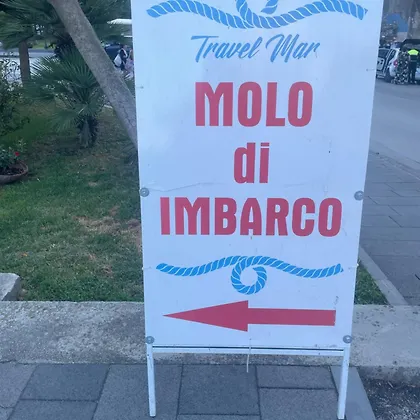 Travel Mar
MOLO
di
IMBARCO